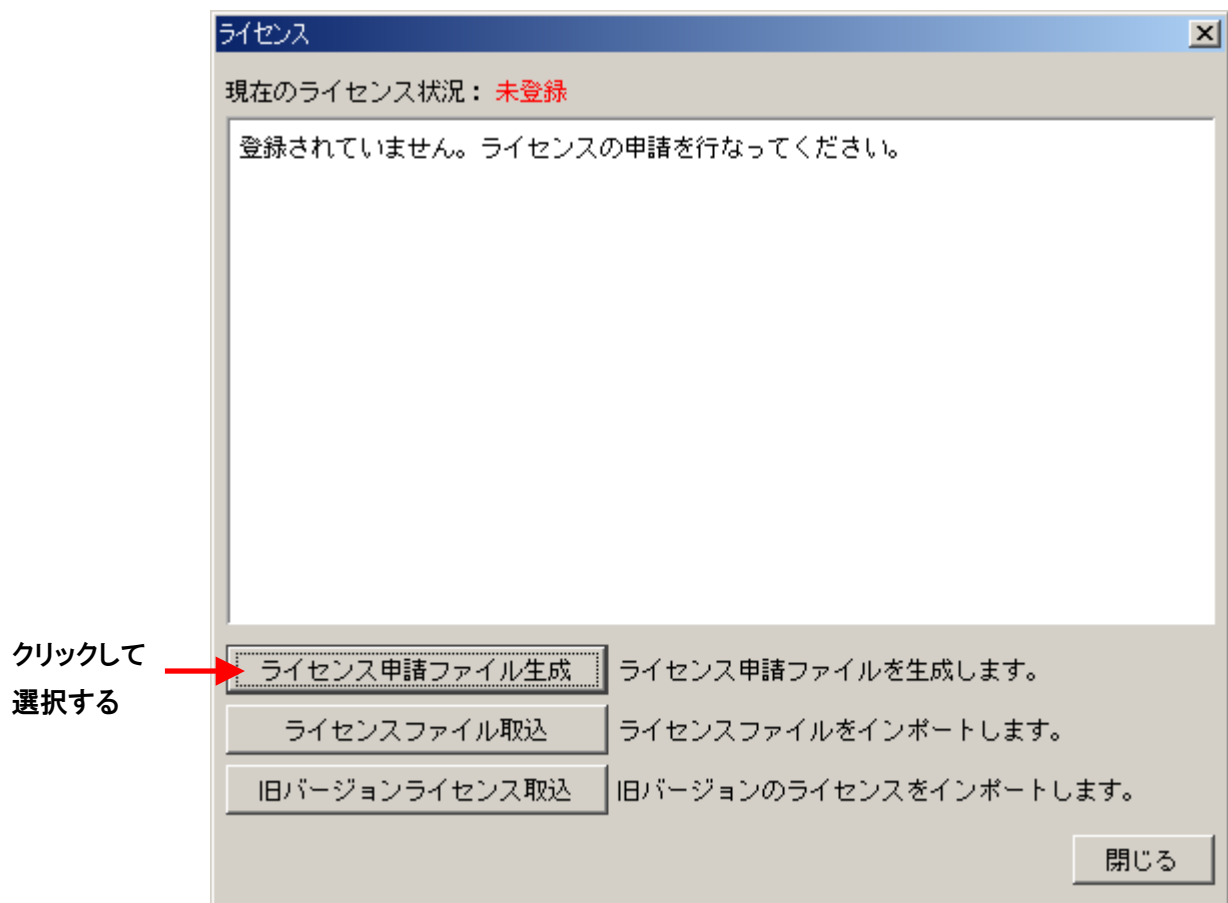 ライセンス
現在のライセンス状況： 未登録
登録されていません。ライセンスの申請を行なってください。
クリックして
選択する
ライセンス申請ファイル生成 ライセンス申請ファイルを生成します。
ライセンスファイル取込 ライセンスファイルをインポートします。
旧バージョンライセンス取込 旧バージョンのライセンスをインポートします。
閉じる